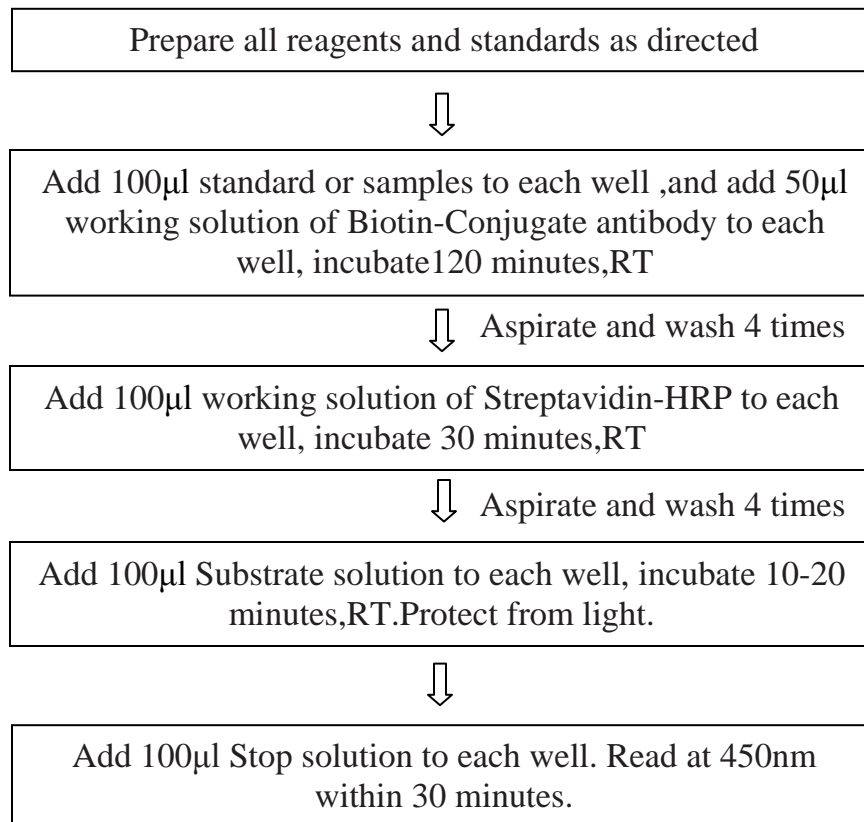 Prepare all reagents and standards as directed
Add 100μl standard or samples to each well ,and add 50μl
working solution of Biotin-Conjugate antibody to each
well, incubate120 minutes,RT
Aspirate and wash 4 times
Add 100μl working solution of Streptavidin-HRP to each
well, incubate 30 minutes,RT
Aspirate and wash 4 times
Add 100μl Substrate solution to each well, incubate 10-20
minutes,RT.Protect from light.
Add 100μl Stop solution to each well. Read at 450nm
within 30 minutes.